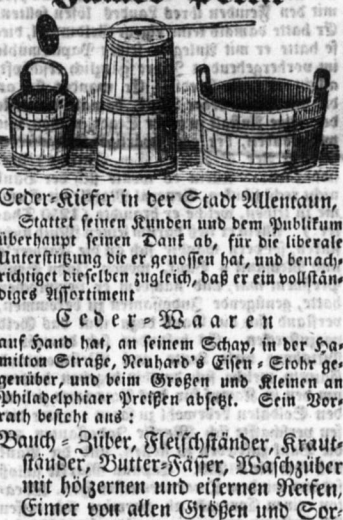 Ceder-Kiefer in der Stadt Allentaun,
Stattet seinen Kunden und dem Publikum
überhaupt seinen Dank ab, für die liberale
Unterstützung die er genossen hat, und benach-
richtiget dieselben zugleich, daß er ein vollstän-
diges Assortiment
Ceder-Waaren
auf Hand hat, an seinem Schap, in der Ha-
milton Straße, Neuhard's Eisen-Stohr ge-
genüber, und beim Großen und Kleinen an
Philadelphiaer Preißen absetzt. Sein Vor-
rath besteht aus:
Bauch-Züber, Fleischständer, Kraut-
ständer, Butter-Fässer, Waschzüber
mit hölzernen und eisernen Reifen,
Eimer von allen Größen und Sor-